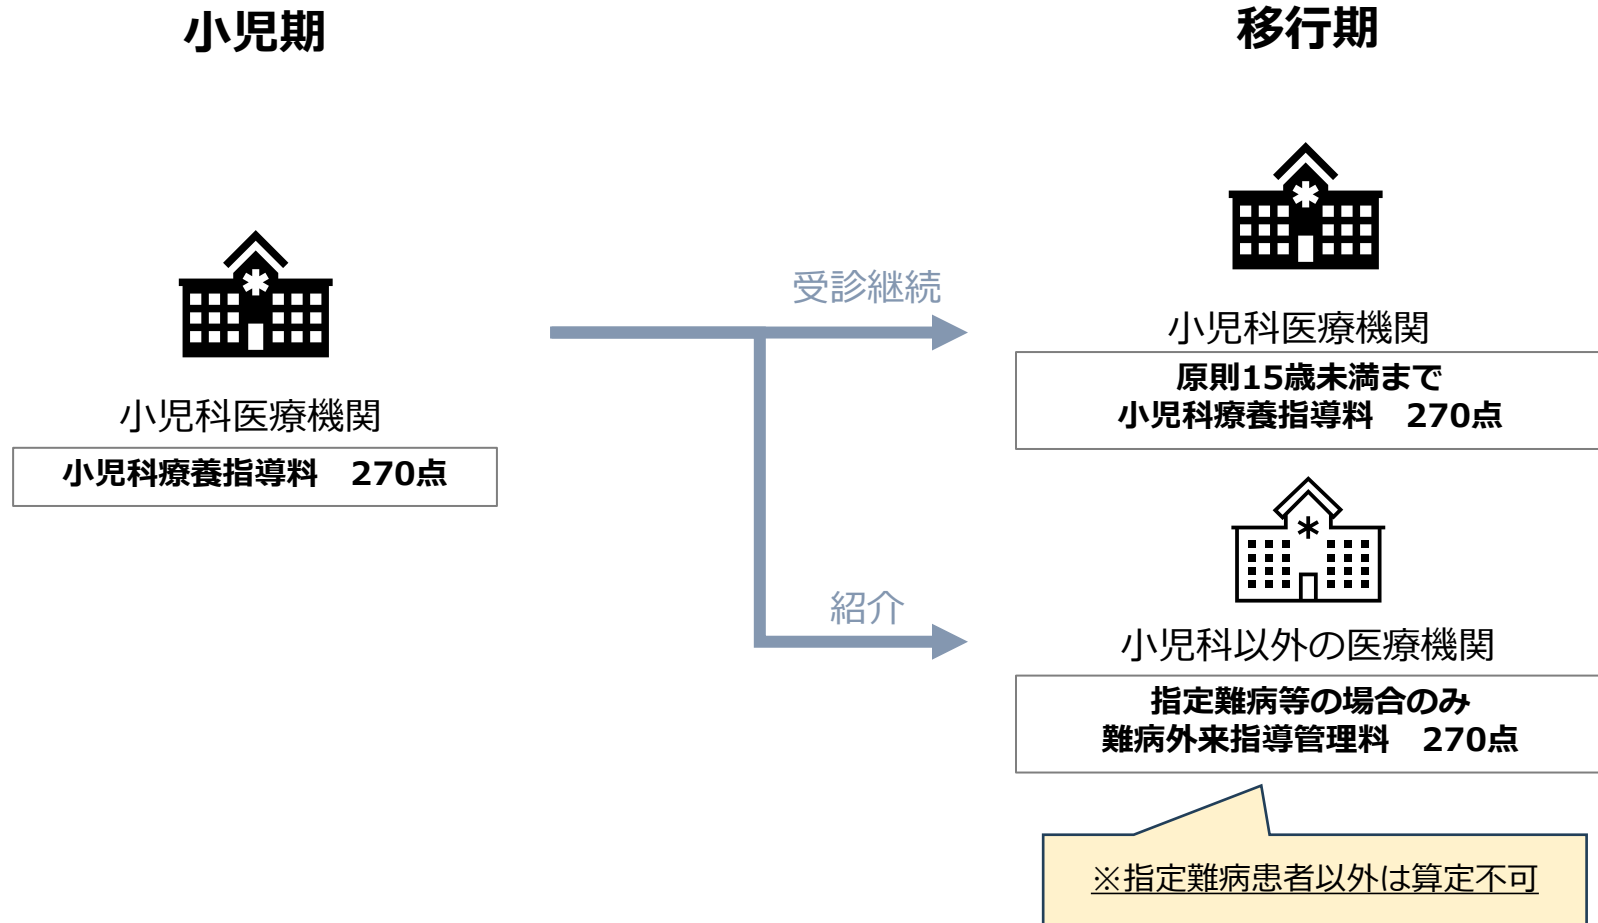 小児期
移行期
小児科医療機関
小児科療養指導料　270点
受診継続
紹介
小児科医療機関
原則15歳未満まで
小児科療養指導料　270点
小児科以外の医療機関
指定難病等の場合のみ
難病外来指導管理料　270点
※指定難病患者以外は算定不可